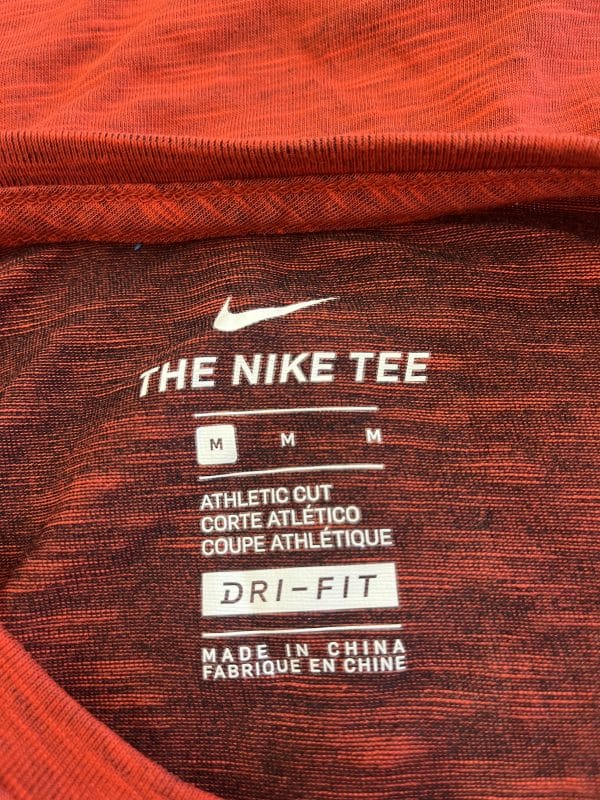 THE NIKE TEE
M M M
ATHLETIC CUT
CORTE ATLÉTICO
COUPE ATHLÉTIQUE
DRI-FIT
MADE IN CHINA
FABRIQUE EN CHINE